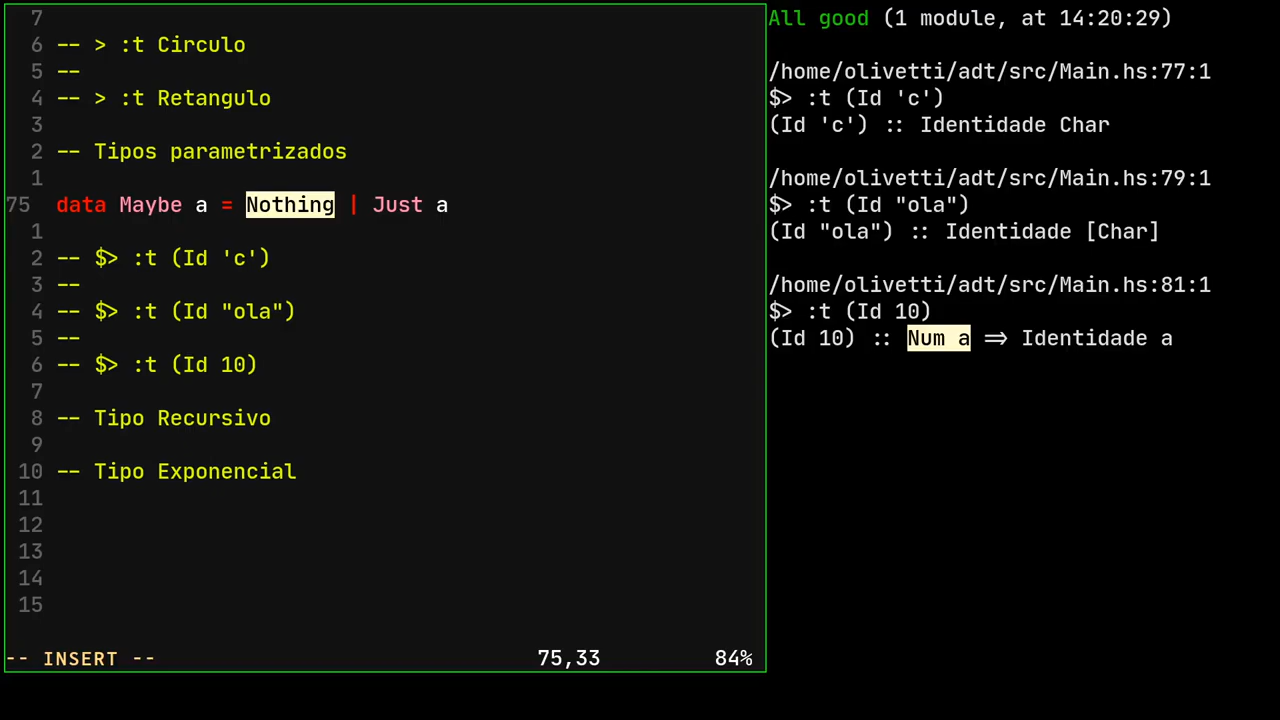 7
6 -- > :t Circulo
5 --
4 -- > :t Retangulo
3
2 -- Tipos parametrizados
1
75 data Maybe a = Nothing | Just a
1
2 -- $> :t (Id 'c')
3 --
4 -- $> :t (Id "ola")
5 --
6 -- $> :t (Id 10)
7
8 -- Tipo Recursivo
9
10 -- Tipo Exponencial
11
12
13
14
15
-- INSERT -- 75,33 84%
All good (1 module, at 14:20:29)
/home/olivetti/adt/src/Main.hs:77:1
$> :t (Id 'c')
(Id 'c') :: Identidade Char
/home/olivetti/adt/src/Main.hs:79:1
$> :t (Id "ola")
(Id "ola") :: Identidade [Char]
/home/olivetti/adt/src/Main.hs:81:1
$> :t (Id 10)
(Id 10) :: Num a => Identidade a